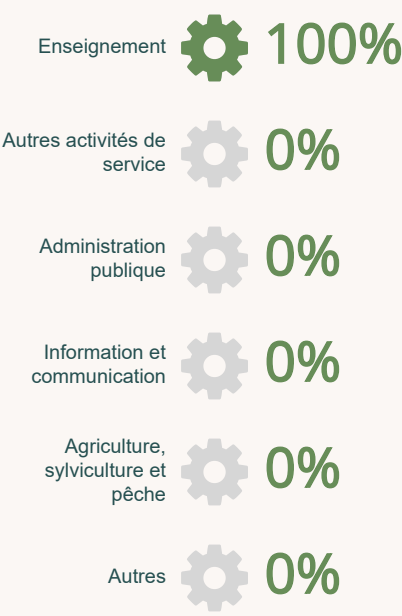 Enseignement 100%
Autres activités de
service
0%
Administration
publique
0%
Information et
communication
0%
Agriculture,
sylviculture et
pêche
0%
Autres 0%